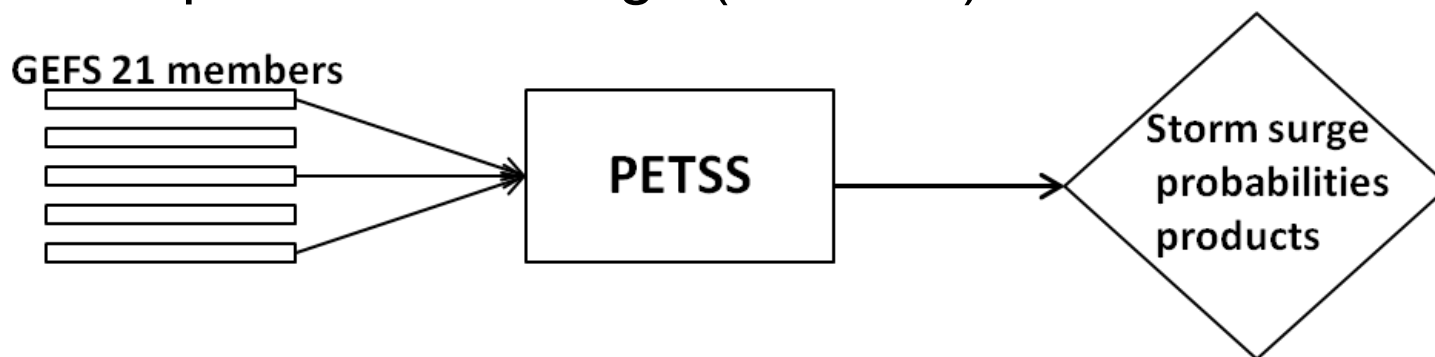 GEFS 21 members
PETSS
Storm surge
probabilities
products